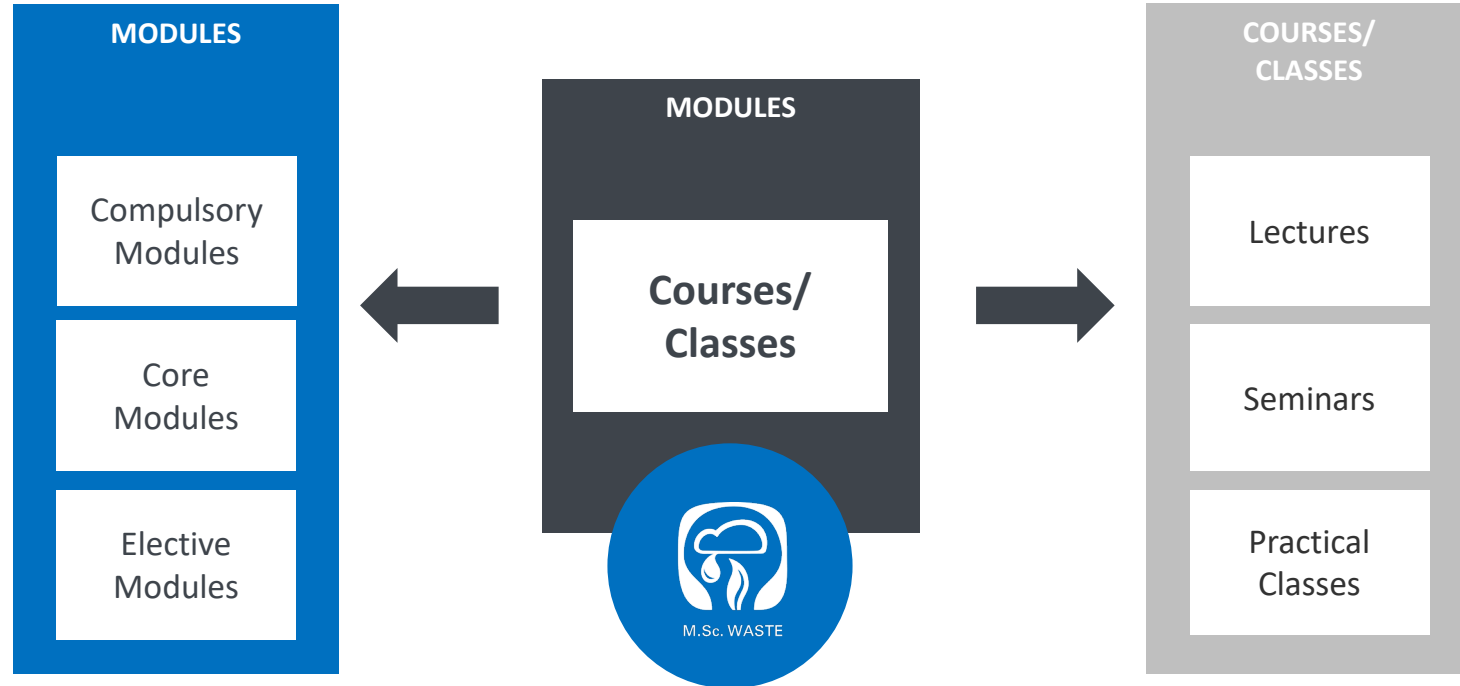 MODULES
Compulsory
Modules
Core
Modules
Elective
Modules
MODULES
Courses/
Classes
M.Sc. WASTE
COURSES/
CLASSES
Lectures
Seminars
Practical
Classes